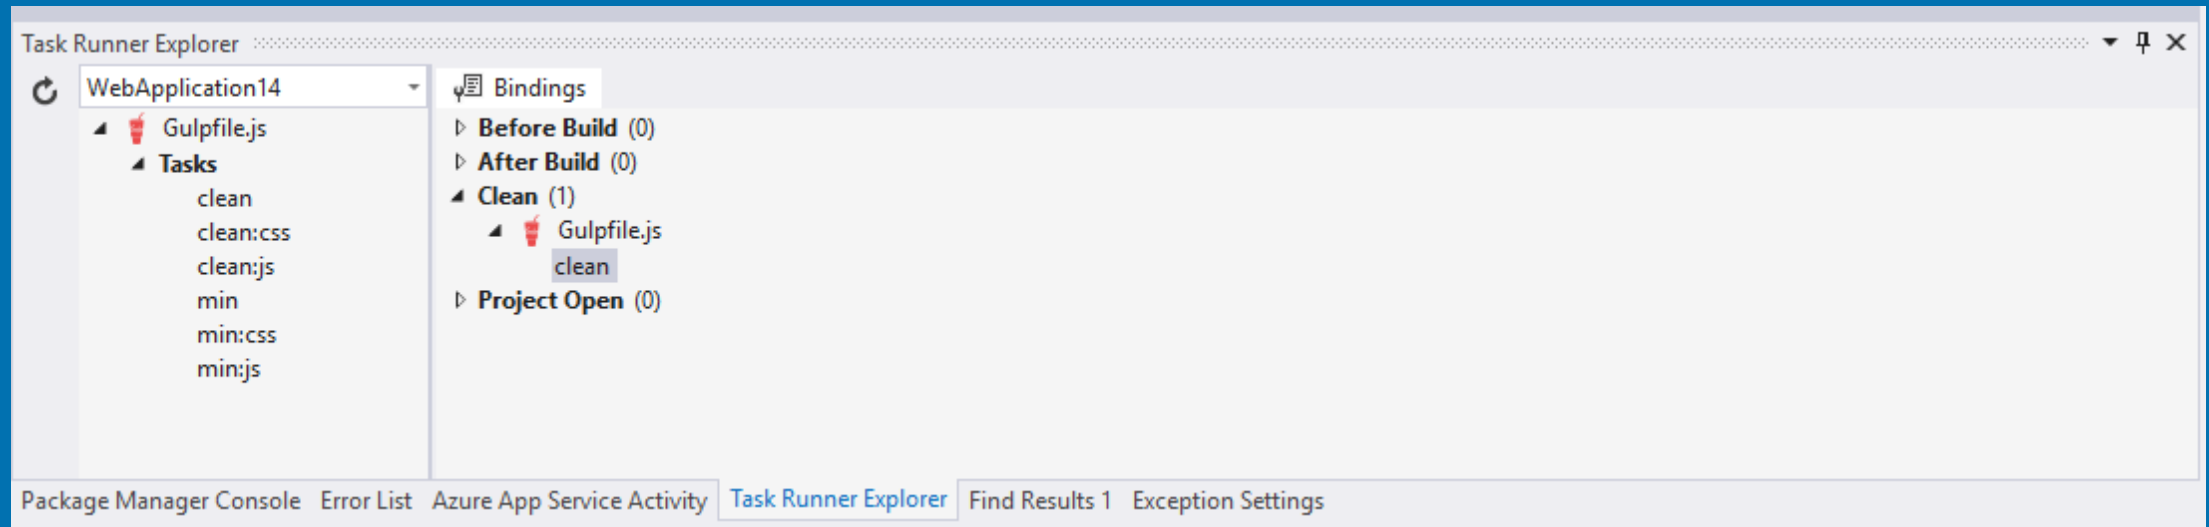 Task Runner Explorer
WebApplication14
Gulpfile.js
Tasks
clean
clean:css
clean:js
min
min:css
min:js
Bindings
Before Build (0)
After Build (0)
Clean (1)
Gulpfile.js
clean
Project Open (0)
Package Manager Console Error List Azure App Service Activity Task Runner Explorer Find Results 1 Exception Settings